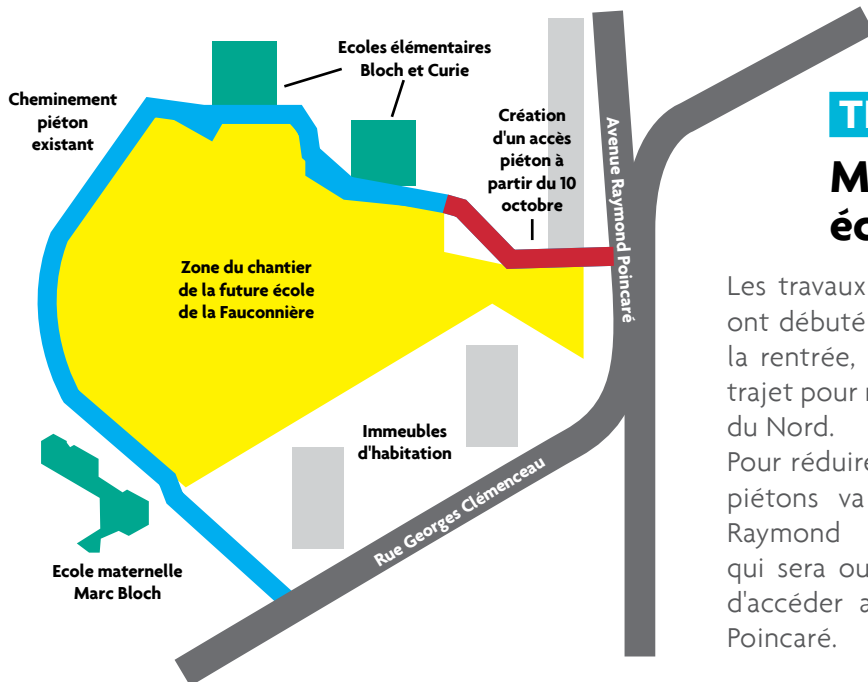 Ecoles élémentaires
Bloch et Curie
Cheminement
piéton
existant
Création
d'un accès
piéton à
partir du 10
octobre
Avenue Raymond Poincaré
Zone du chantier
de la future école
de la Fauconnière
Immeubles
d'habitation
Rue Georges Clémenceau
Ecole maternelle
Marc Bloch
Les travaux
ont débuté
la rentrée,
trajet pour
du Nord.
Pour réduire
piétons va
Raymond
qui sera
d'accéder
Poincaré.